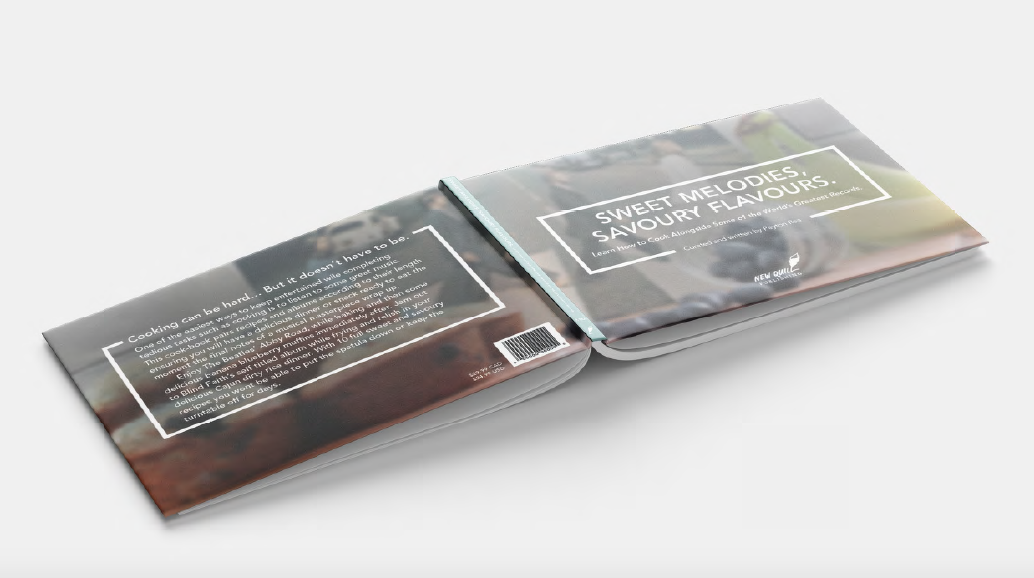 SWEET MELODIES,
SAVOURY FLAVOURS.
Learn How to Cook Alongside Some of the World's Greatest Records.
Curated and written by Payton
NEW QUILL
PUBLISHING
Cooking can be hard... But it doesn't have to be.
One of the easiest ways to keep entertained wile completing
tedious tasks such as cooking is to listen to some great music
This cook-book pairs recipes and albums according to their length
ensuring you will have a delicious dinner or snack ready to eat the
moment the final notes of a musical masterpiece wrap up
Enjoy The Beatles' Abbey Road, while baking and then some
delicious banana blueberry muffins immediately after. Jam out
to Blind Faith's self titled album While frying and in your
delicious Cajun dirty rice dinner. With 10 full sweet and savoury
recipes you wont be able to put the spatula down or keep the
turntable off for days.